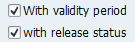 With validity period
with release status